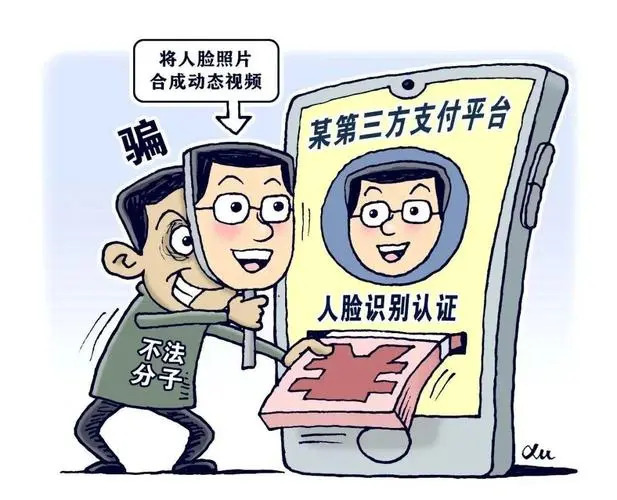 将人脸照片
合成动态视频
骗
某第三方支付平台
人脸识别认证
不法
分子